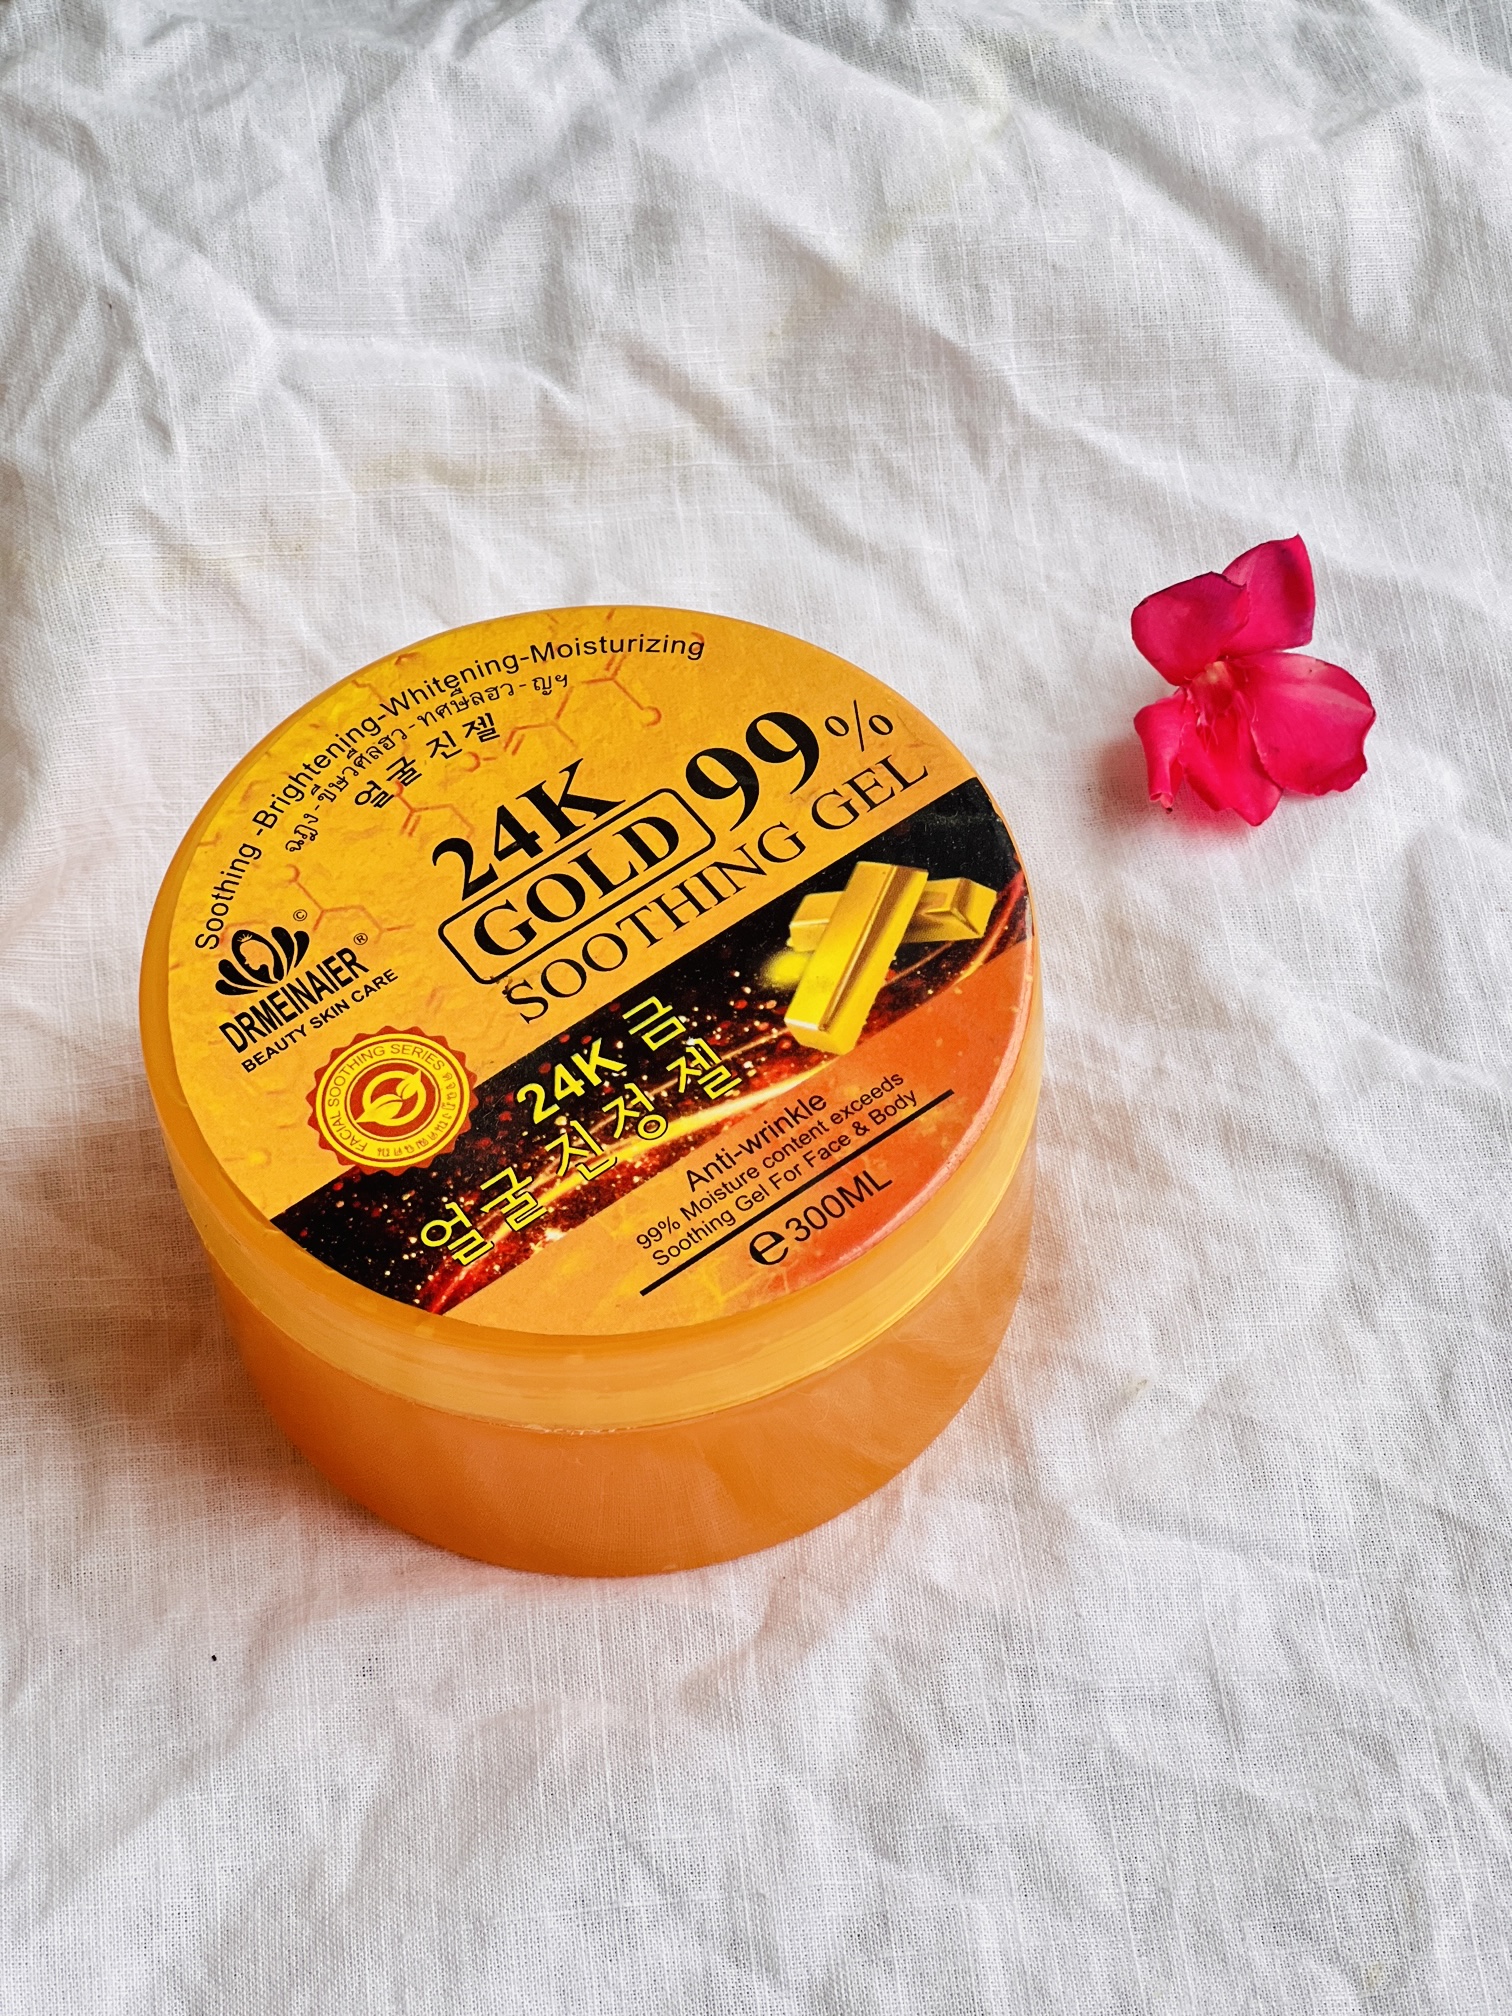 Soothing -Brightening-Whitening-Moisturizing
얼굴 진젤
24K
GOLD
99%
SOOTHING GEL
©
DRMEINAIER®
BEAUTY SKIN CARE
FACIAL SOOTHING SERIES
24K 금
얼굴 진정 젤
Anti-wrinkle
99% Moisture content exceeds
Soothing Gel For Face & Body
℮300ML